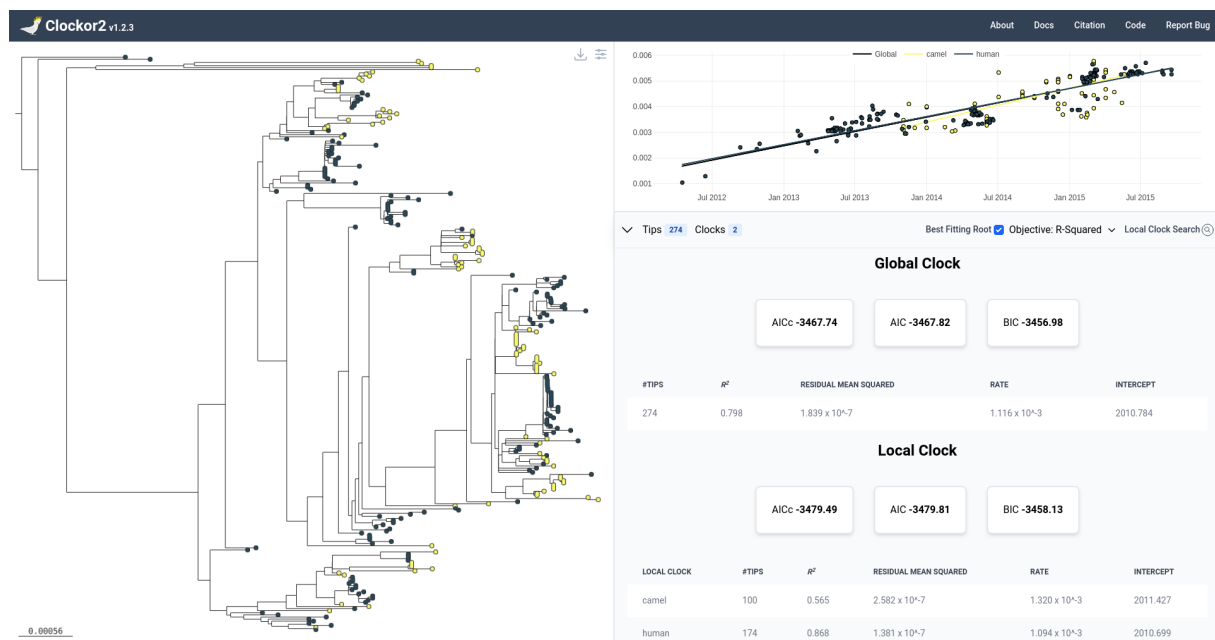 Clockor2 v1.2.3
About Docs Citation Code Report Bug
0.00056
Global camel human
0.006
0.005
0.004
0.003
0.002
0.001
Jul 2012 Jan 2013 Jul 2013 Jan 2014 Jul 2014 Jan 2015 Jul 2015
Tips 274 Clocks 2 Best Fitting Root Objective: R-Squared Local Clock Search
Global Clock
AICc -3467.74 AIC -3467.82 BIC -3456.98
#TIPS R² RESIDUAL MEAN SQUARED RATE INTERCEPT
274 0.798 1.839 x 10^-7 1.116 x 10^-3 2010.784
Local Clock
AICc -3479.49 AIC -3479.81 BIC -3458.13
LOCAL CLOCK #TIPS R² RESIDUAL MEAN SQUARED RATE INTERCEPT
camel 100 0.565 2.582 x 10^-7 1.320 x 10^-3 2011.427
human 174 0.868 1.381 x 10^-7 1.094 x 10^-3 2010.699